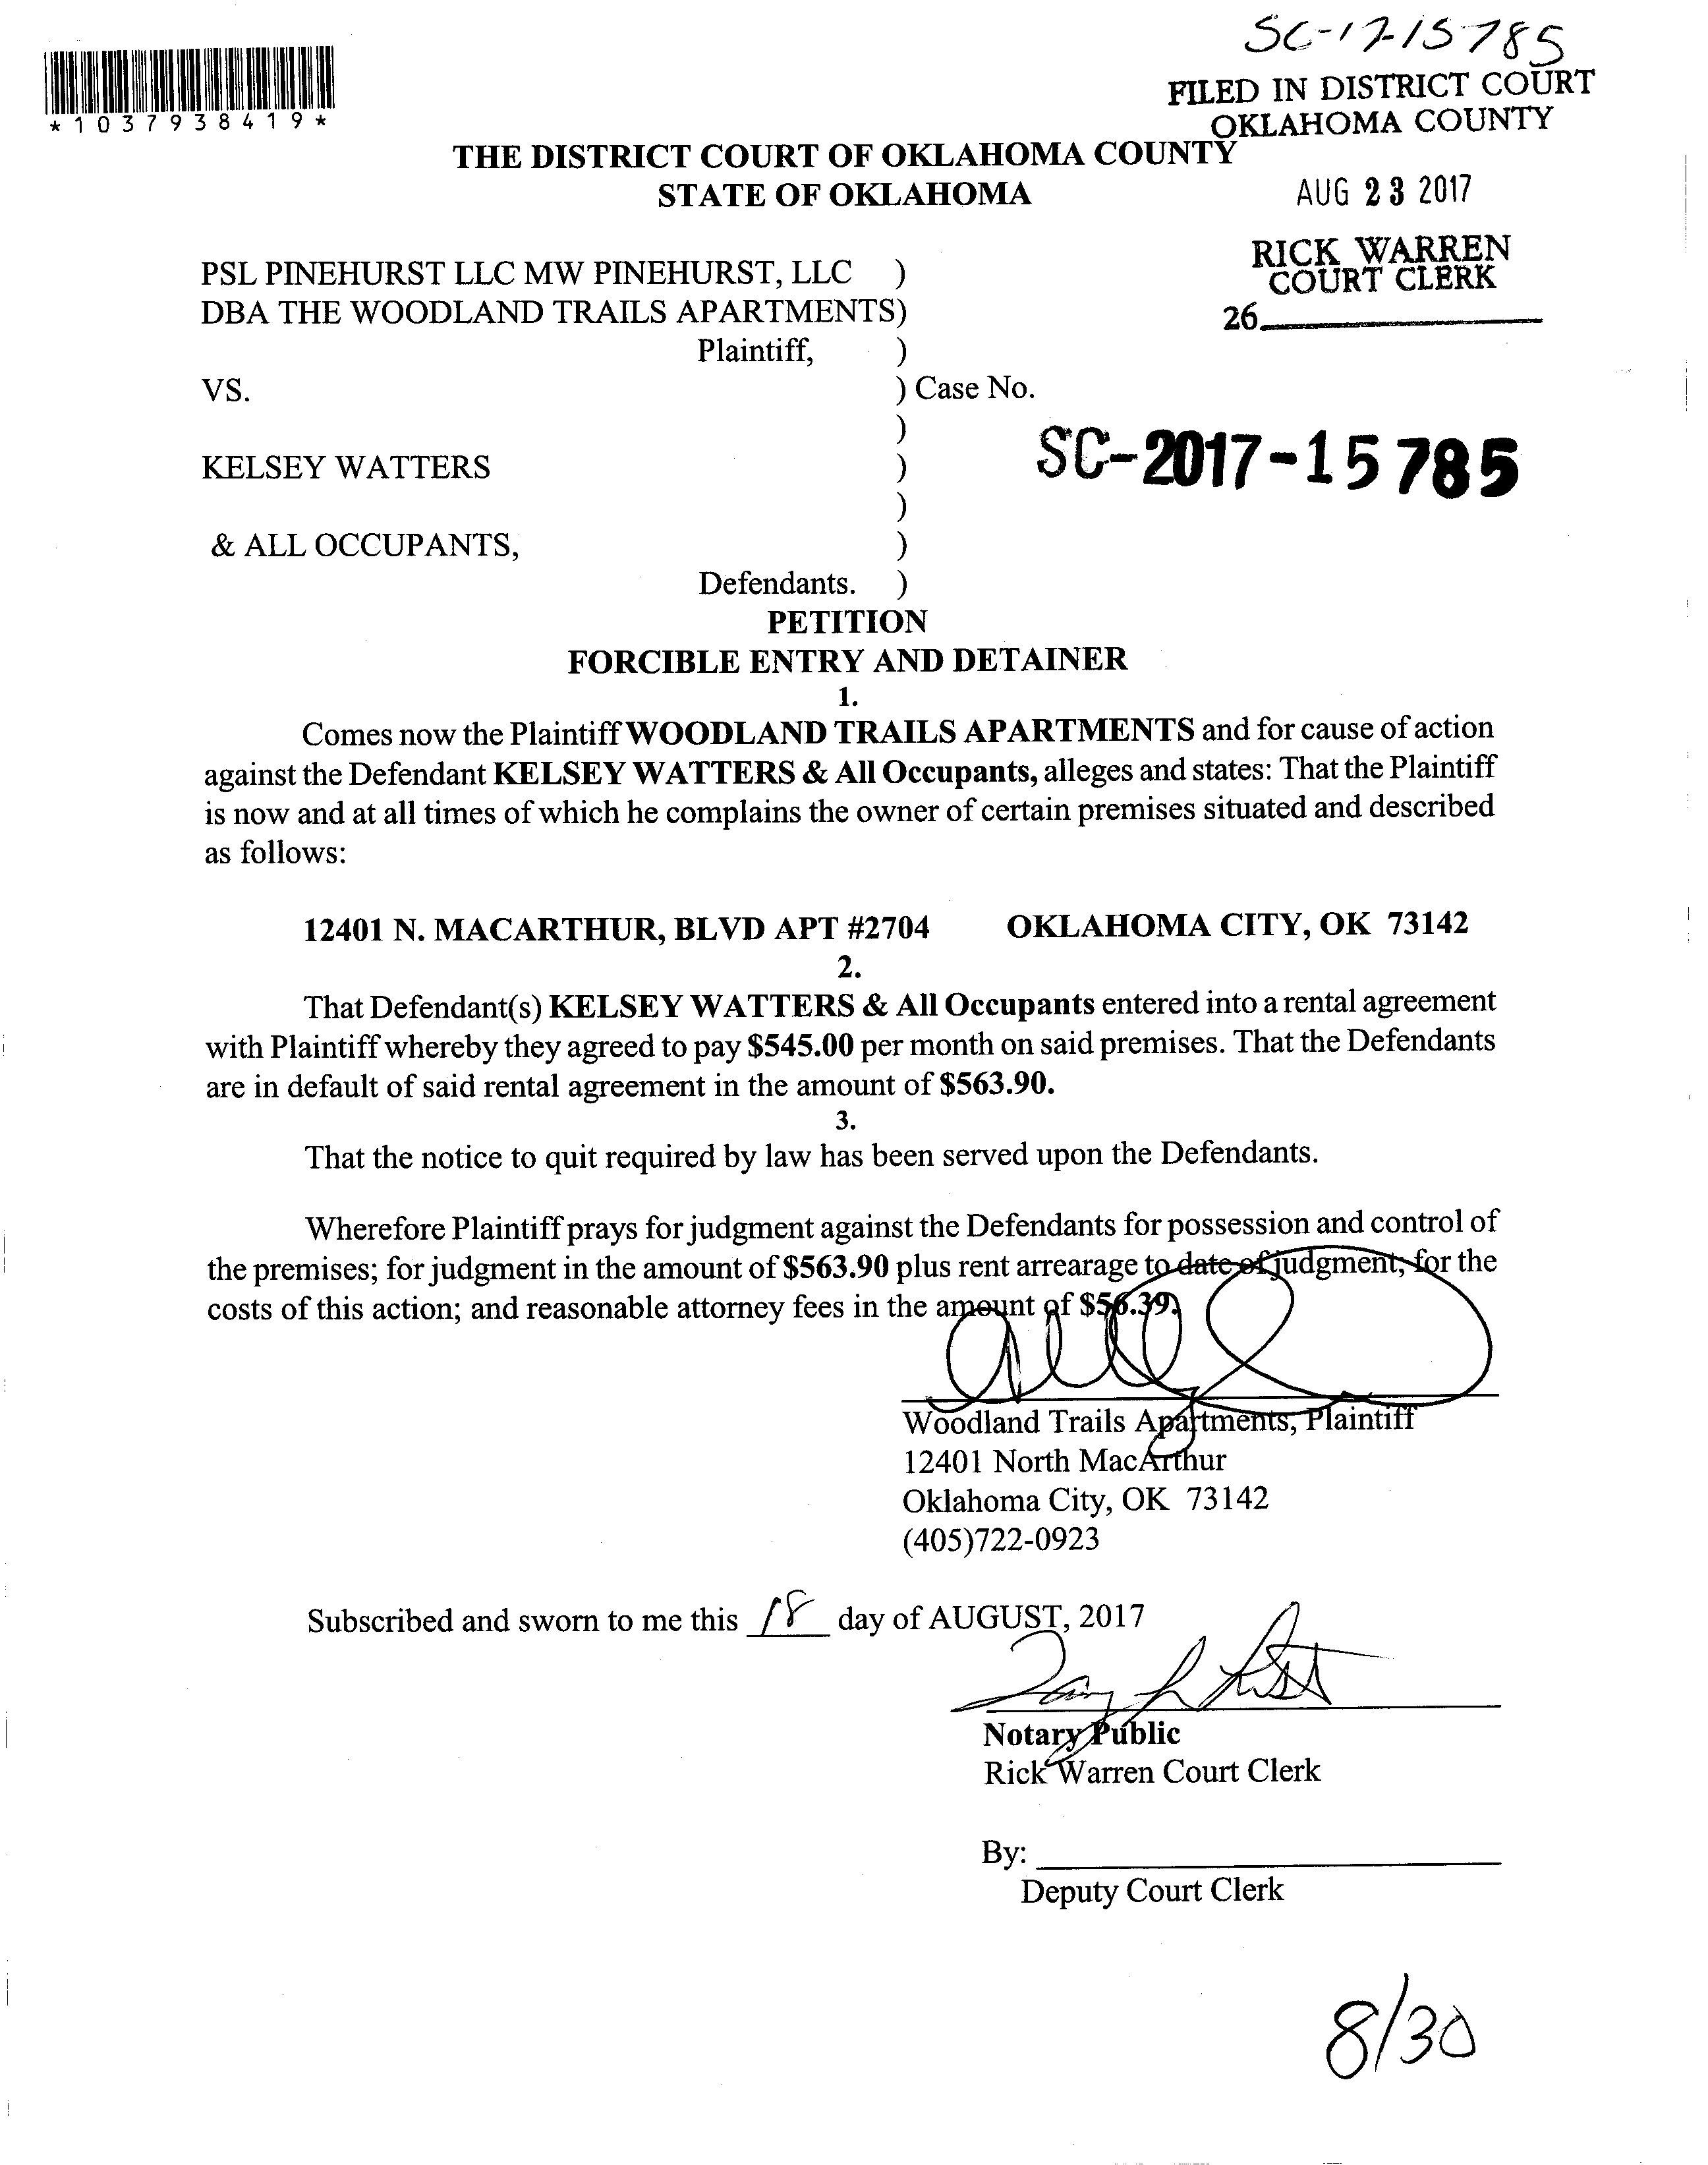 SC-17-15785
*1037938419*
FILED IN DISTRICT COURT
OKLAHOMA COUNTY
THE DISTRICT COURT OF OKLAHOMA COUNTY
STATE OF OKLAHOMA
AUG 23 2017
RICK WARREN
COURT CLERK
26
PSL PINEHURST LLC MW PINEHURST, LLC )
DBA THE WOODLAND TRAILS APARTMENTS)
Plaintiff, )
VS. ) Case No.
)
SC-2017-15785
KELSEY WATTERS )
)
& ALL OCCUPANTS, )
Defendants. )
PETITION
FORCIBLE ENTRY AND DETAINER
1.
Comes now the Plaintiff WOODLAND TRAILS APARTMENTS and for cause of action
against the Defendant KELSEY WATTERS & All Occupants, alleges and states: That the Plaintiff
is now and at all times of which he complains the owner of certain premises situated and described
as follows:
12401 N. MACARTHUR, BLVD APT #2704 OKLAHOMA CITY, OK 73142
2.
That Defendant(s) KELSEY WATTERS & All Occupants entered into a rental agreement
with Plaintiff whereby they agreed to pay $545.00 per month on said premises. That the Defendants
are in default of said rental agreement in the amount of $563.90.
3.
That the notice to quit required by law has been served upon the Defendants.
Wherefore Plaintiff prays for judgment against the Defendants for possession and control of
the premises; for judgment in the amount of $563.90 plus rent arrearage to date of judgment; for the
costs of this action; and reasonable attorney fees in the amount of $56.39.
Woodland Trails Apartments, Plaintiff
12401 North MacArthur
Oklahoma City, OK 73142
(405)722-0923
Subscribed and sworn to me this 18 day of AUGUST, 2017
Notary Public
Rick Warren Court Clerk
By:
Deputy Court Clerk
8/30